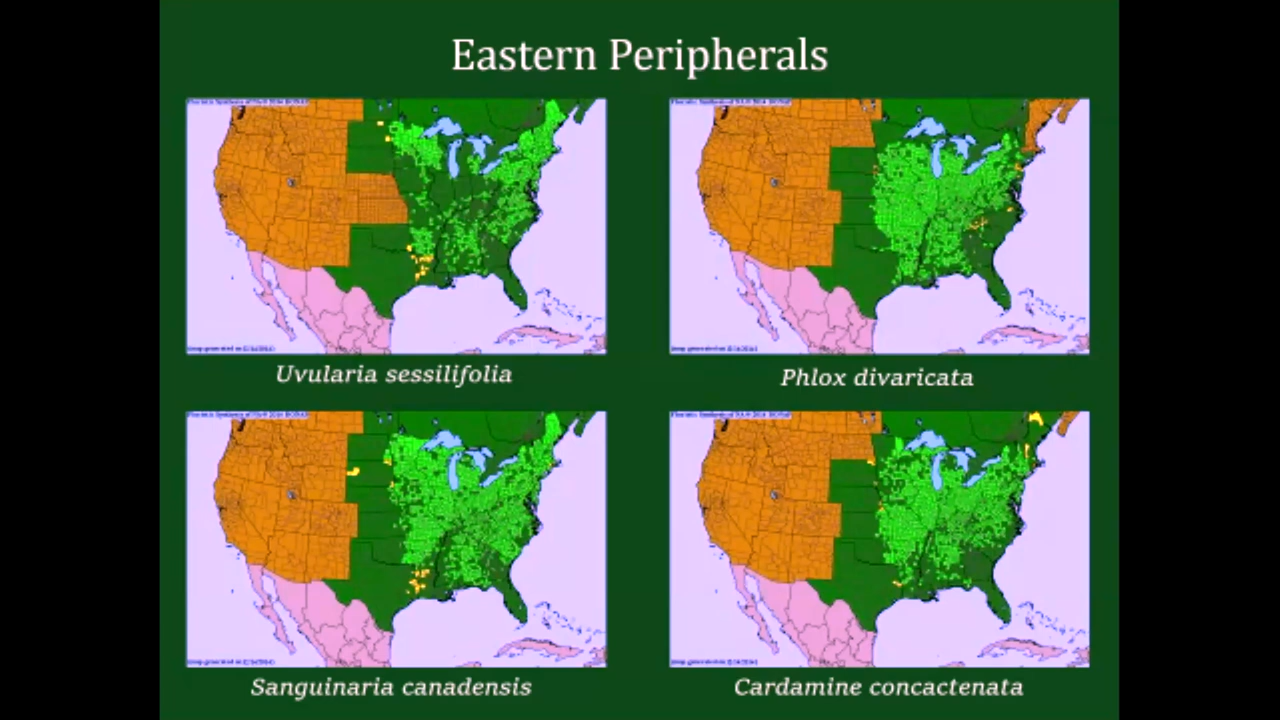 Eastern Peripherals
Uvularia sessilifolia
Phlox divaricata
Sanguinaria canadensis
Cardamine concactenata